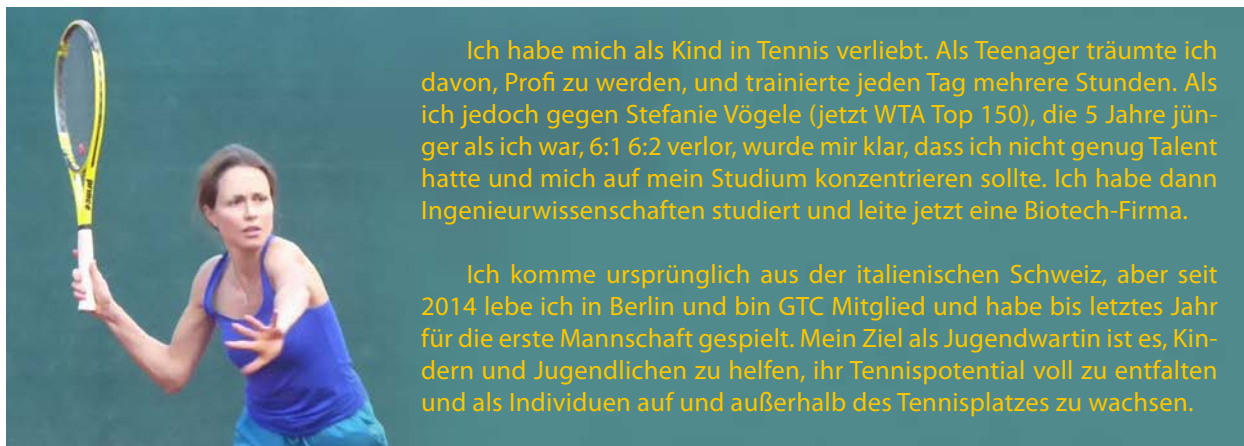 Ich habe mich als Kind in Tennis verliebt. Als Teenager träumte ich
davon, Profi zu werden, und trainierte jeden Tag mehrere Stunden. Als
ich jedoch gegen Stefanie Vögele (jetzt WTA Top 150), die 5 Jahre jün-
ger als ich war, 6:1 6:2 verlor, wurde mir klar, dass ich nicht genug Talent
hatte und mich auf mein Studium konzentrieren sollte. Ich habe dann
Ingenieurwissenschaften studiert und leite jetzt eine Biotech-Firma.
Ich komme ursprünglich aus der italienischen Schweiz, aber seit
2014 lebe ich in Berlin und bin GTC Mitglied und habe bis letztes Jahr
für die erste Mannschaft gespielt. Mein Ziel als Jugendwartin ist es, Kin-
dern und Jugendlichen zu helfen, ihr Tennispotential voll zu entfalten
und als Individuen auf und außerhalb des Tennisplatzes zu wachsen.
prince